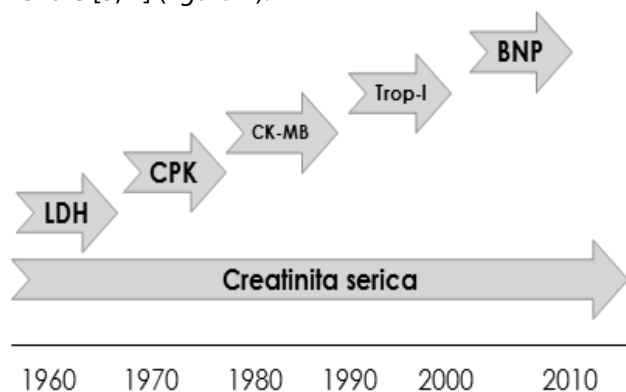 BNP
Trop-I
CK-MB
CPK
LDH
Creatinita serica
1960 1970 1980 1990 2000 2010